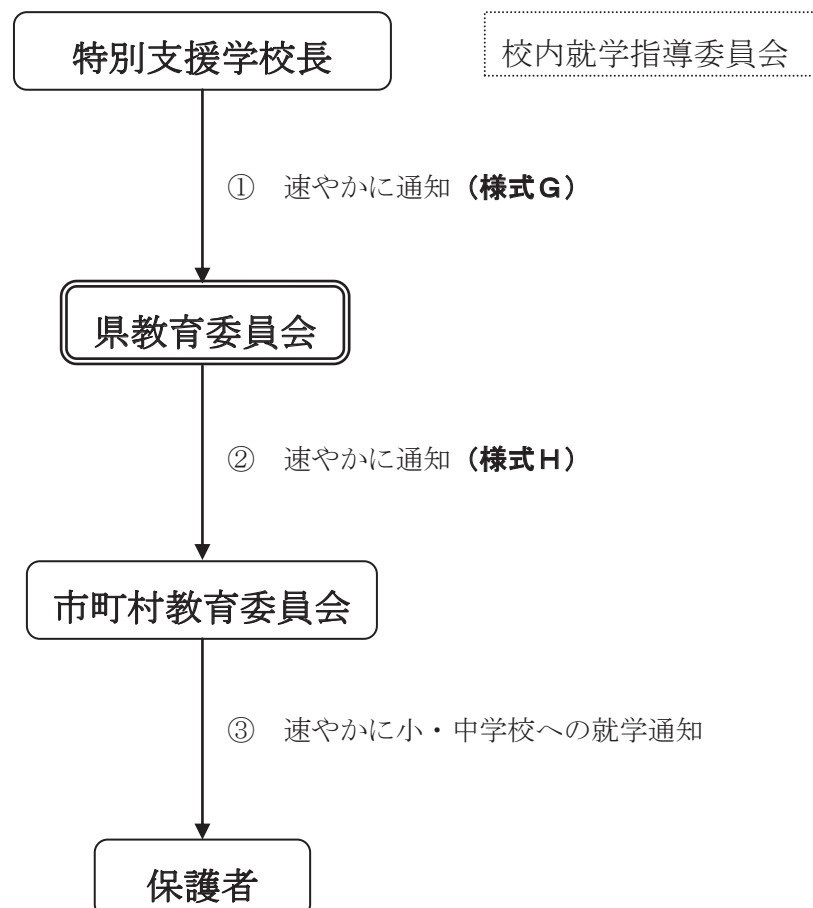 特別支援学校長
校内就学指導委員会
① 速やかに通知(様式G)
県教育委員会
② 速やかに通知(様式H)
市町村教育委員会
③ 速やかに小・中学校への就学通知
保護者